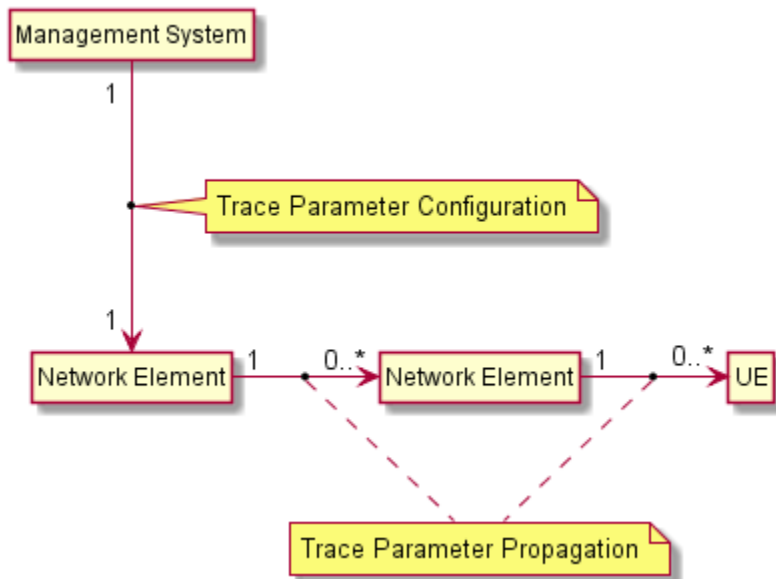 Management System
1
Trace Parameter Configuration
1
Network Element
1
0..*
Network Element
1
0..*
UE
Trace Parameter Propagation